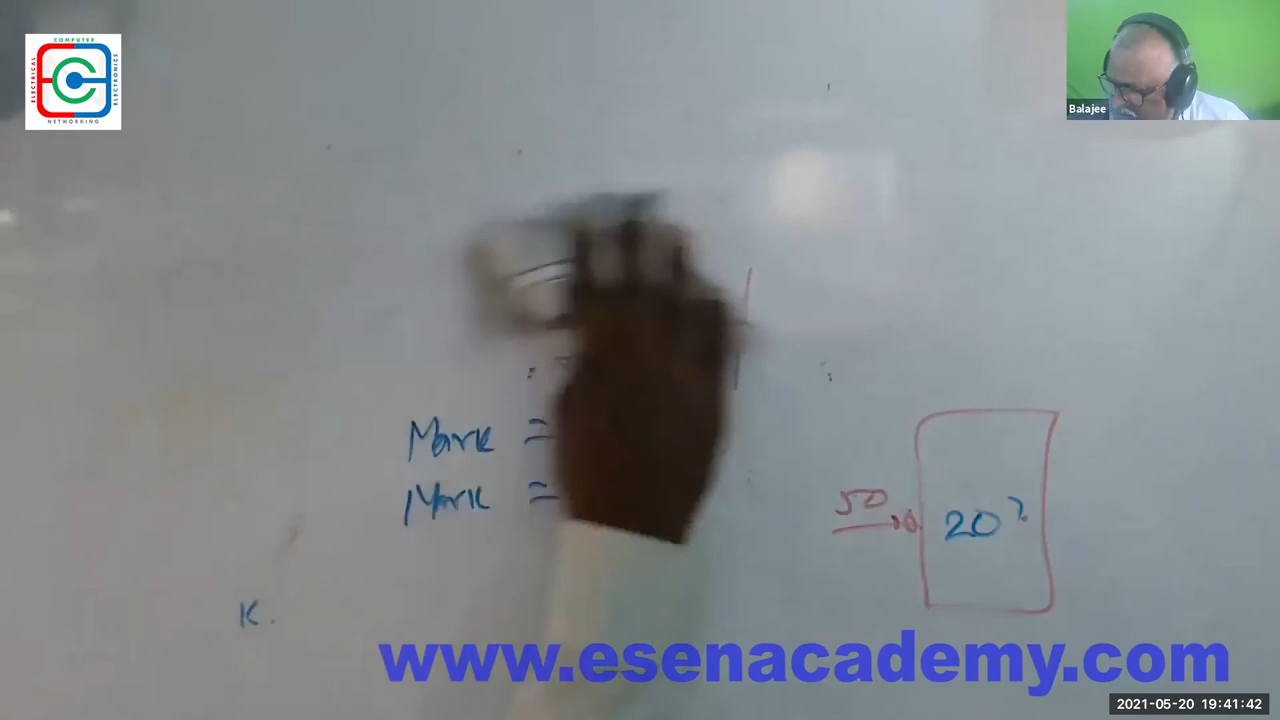 COMPUTER
ELECTRICAL
ELECTRONICS
NETWORKING
Balajee
Mark =
Mark =
50
20%
K.
www.esenacademy.com
2021-05-20 19:41:42